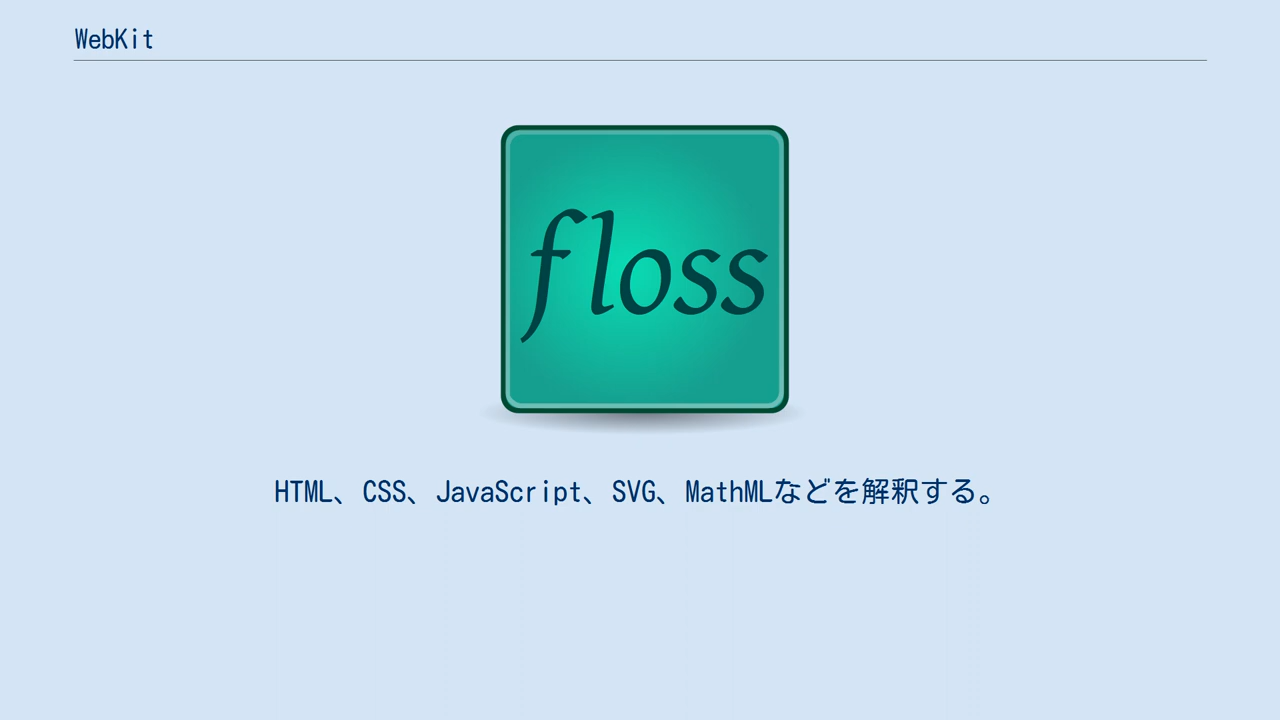 WebKit
floss
HTML、CSS、JavaScript、SVG、MathMLなどを解釈する。